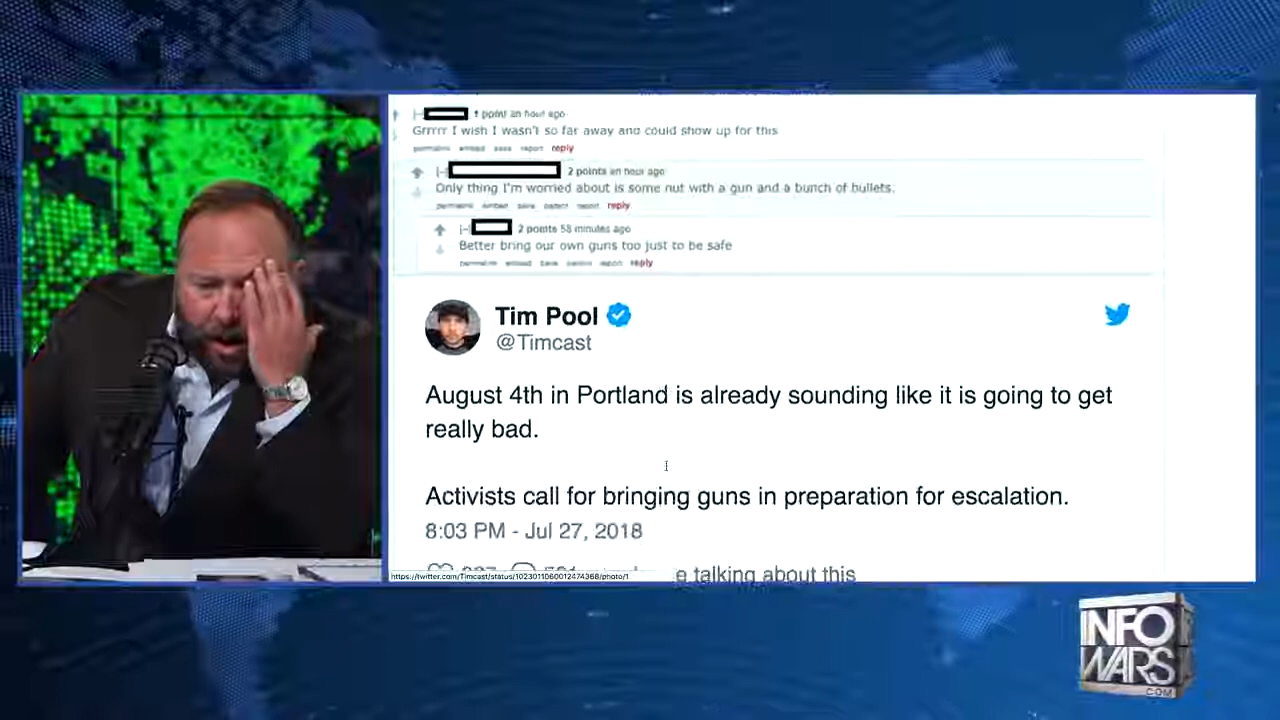 1 point an hour ago
Grrrrr I wish I wasn't so far away and could show up for this
permalink embed save report reply
[-] 2 points an hour ago
Only thing I'm worried about is some nut with a gun and a bunch of bullets.
permalink embed save report reply
[-] 2 points 58 minutes ago
Better bring our own guns too just to be safe
permalink embed save report reply
Tim Pool
@Timcast
August 4th in Portland is already sounding like it is going to get
really bad.
Activists call for bringing guns in preparation for escalation.
8:03 PM - Jul 27, 2018
talking about this
https://twitter.com/Timcast/status/1023011060012474368/photo/1
INFO
WARS
.COM